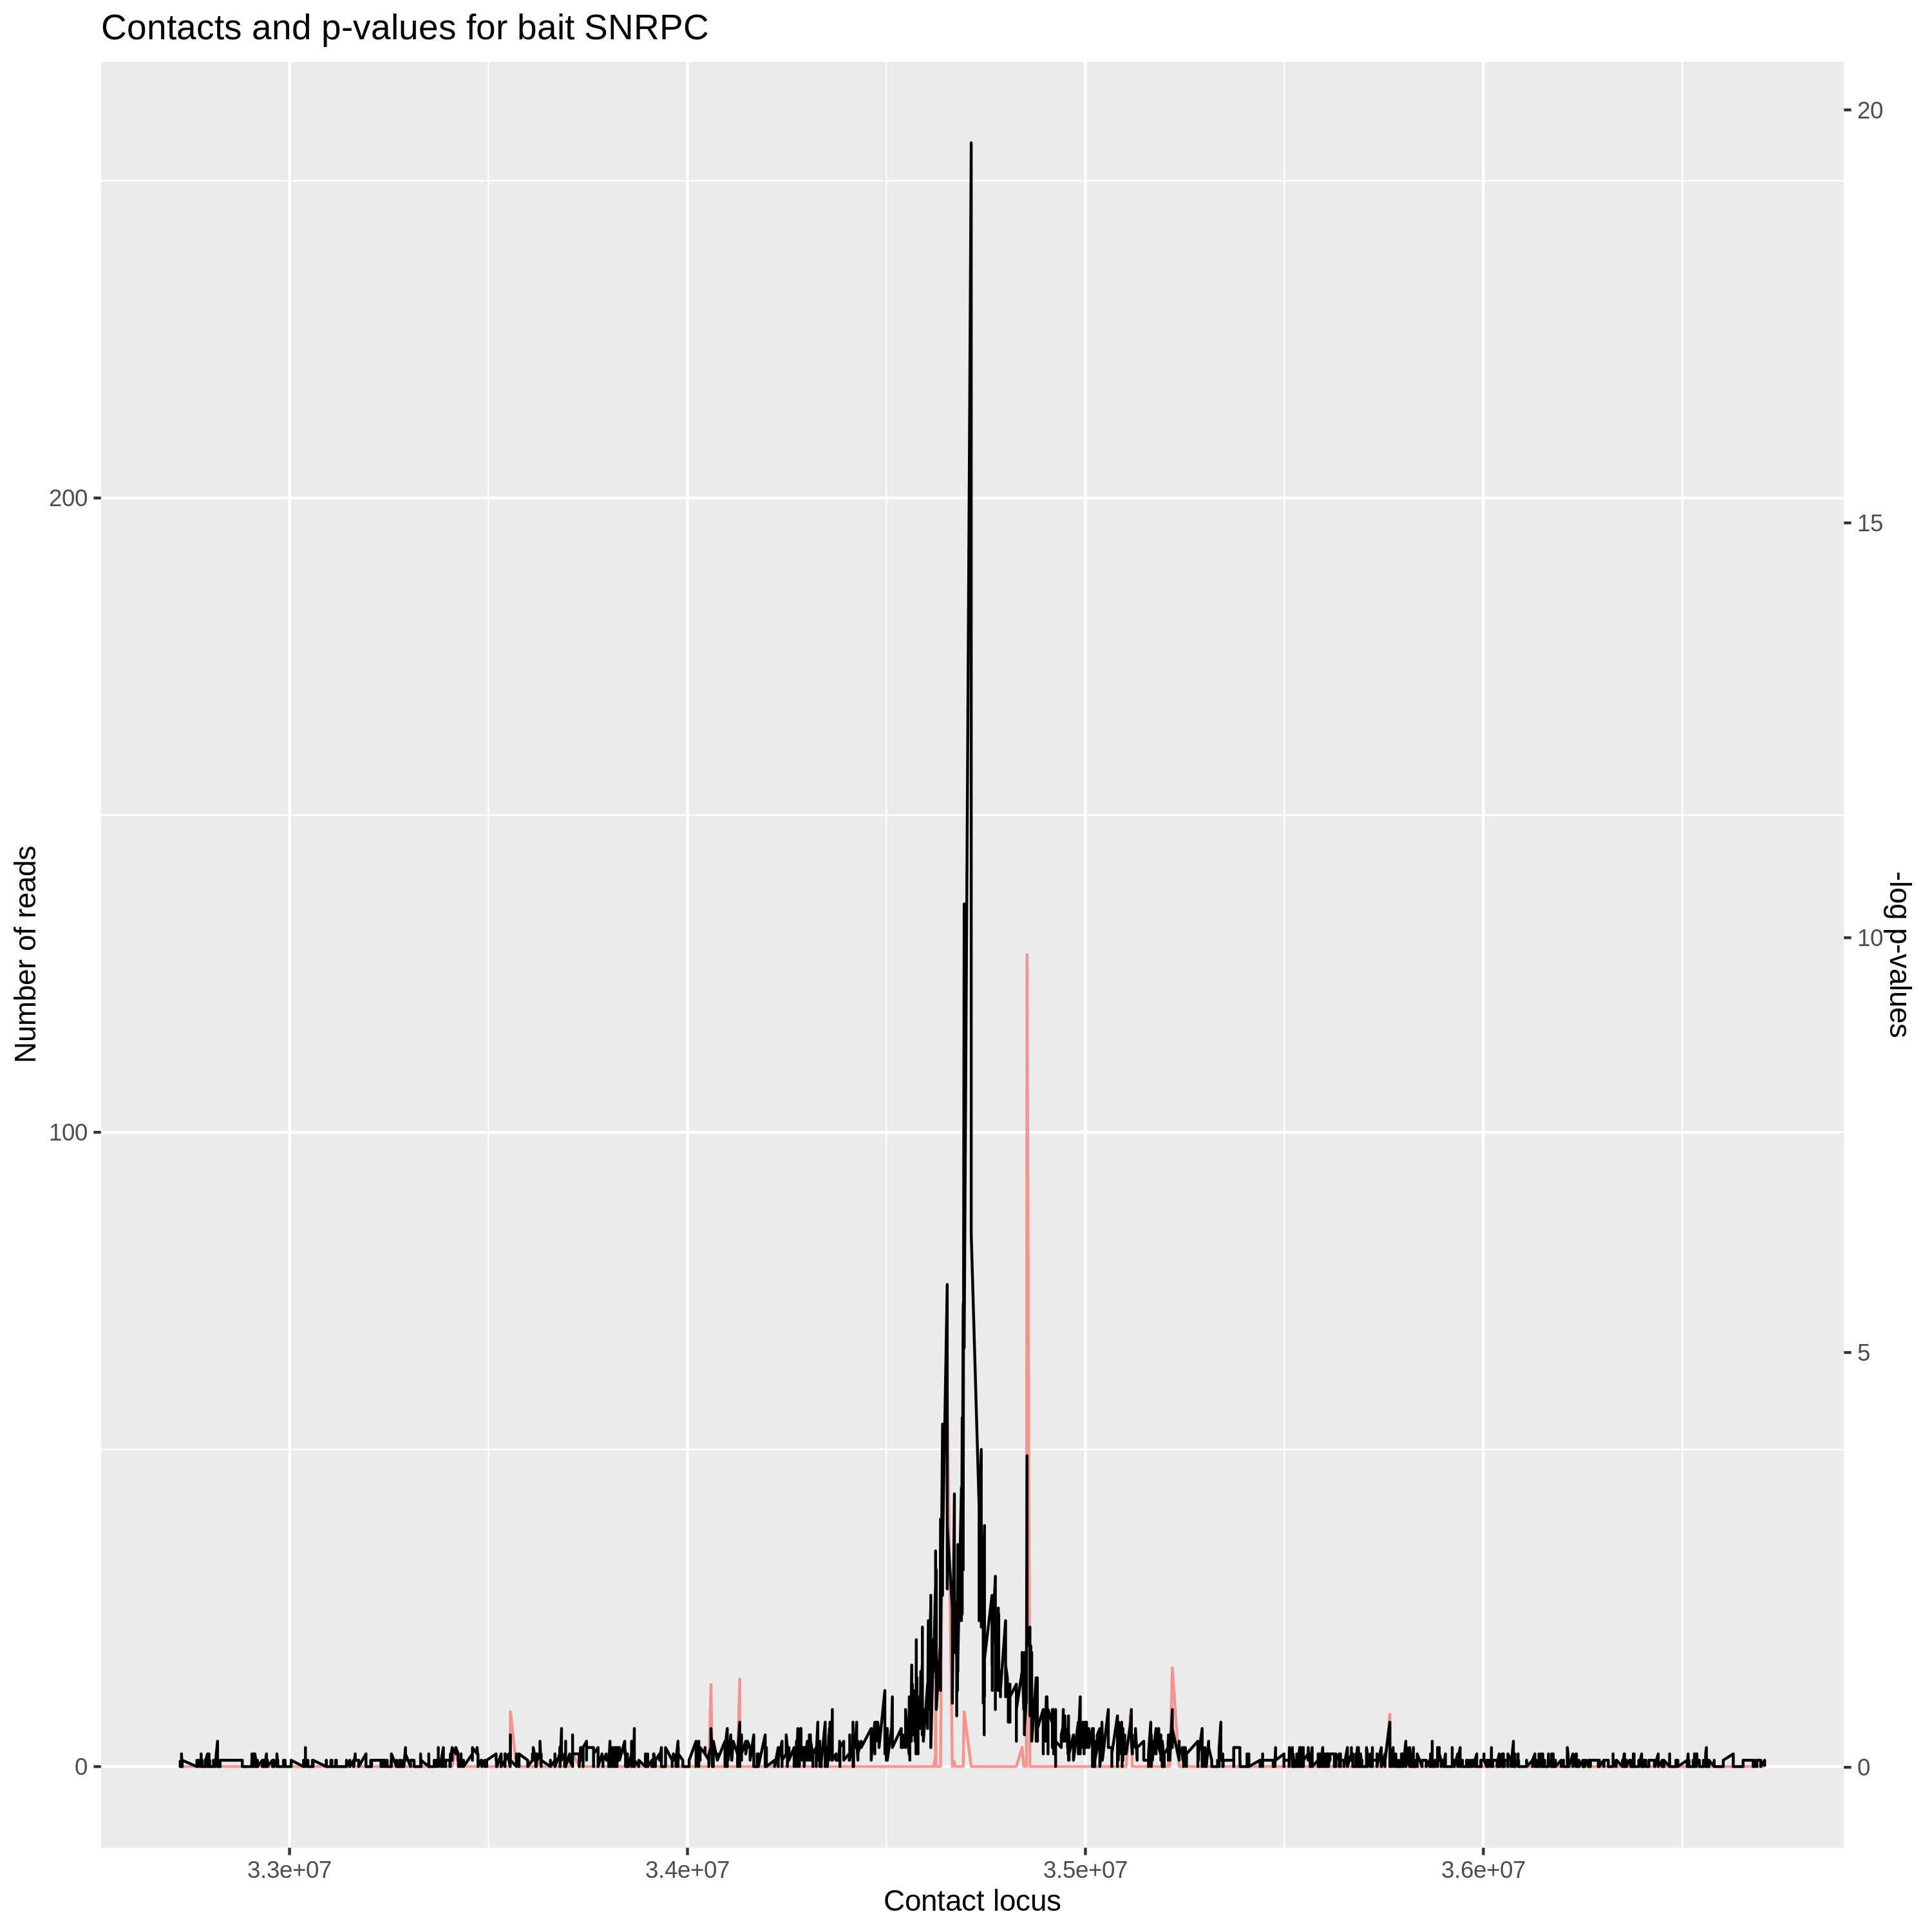 Contacts and p-values for bait SNRPC
20
200
15
Number of reads
-log p-values
10
100
5
0
0
3.3e+07
3.4e+07
3.5e+07
3.6e+07
Contact locus